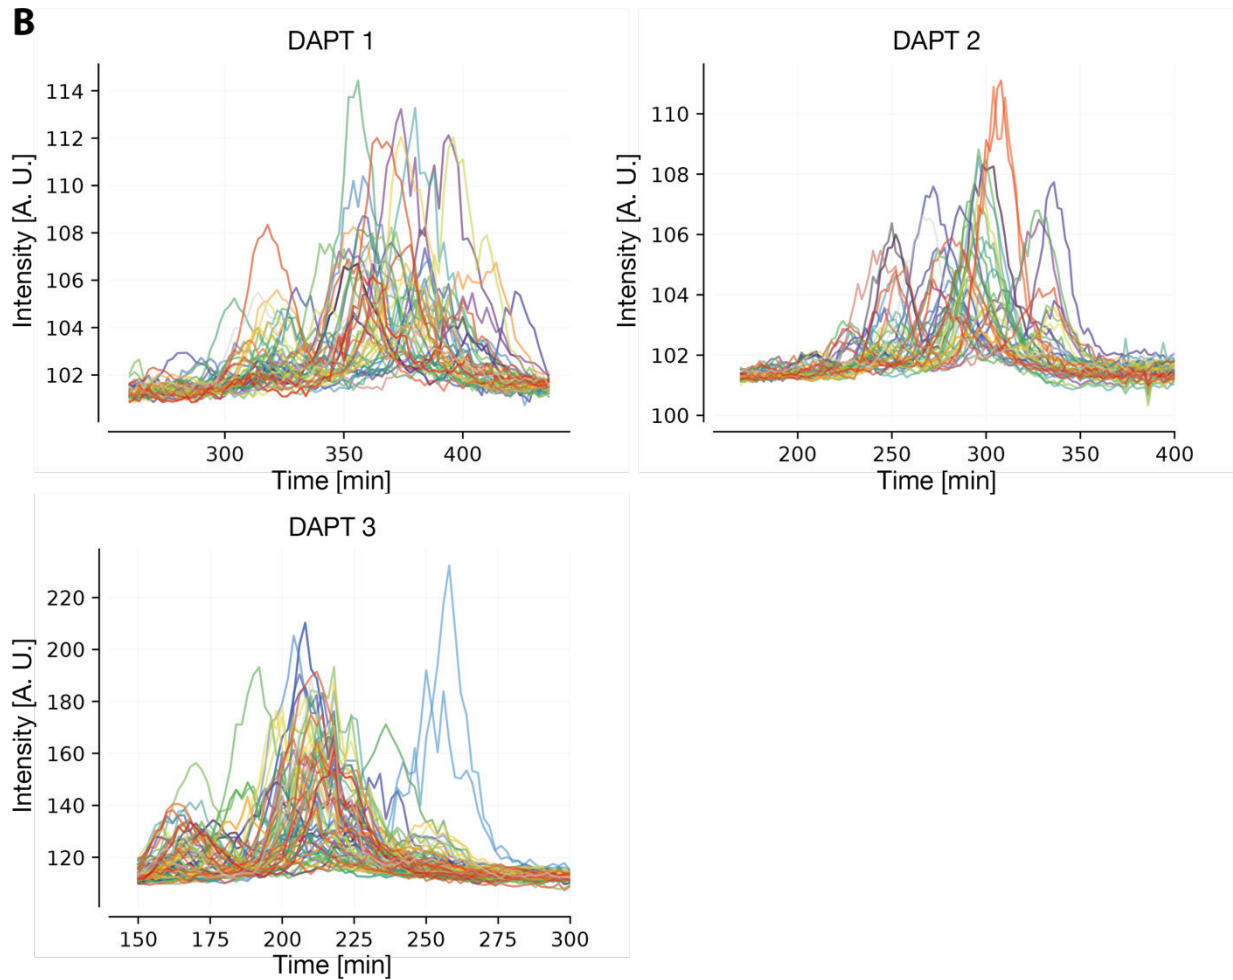 B
DAPT 1
Intensity [A. U.]
114
112
110
108
106
104
102
300 350 400
Time [min]
DAPT 2
Intensity [A. U.]
110
108
106
104
102
100
200 250 300 350 400
Time [min]
DAPT 3
Intensity [A. U.]
220
200
180
160
140
120
150 175 200 225 250 275 300
Time [min]